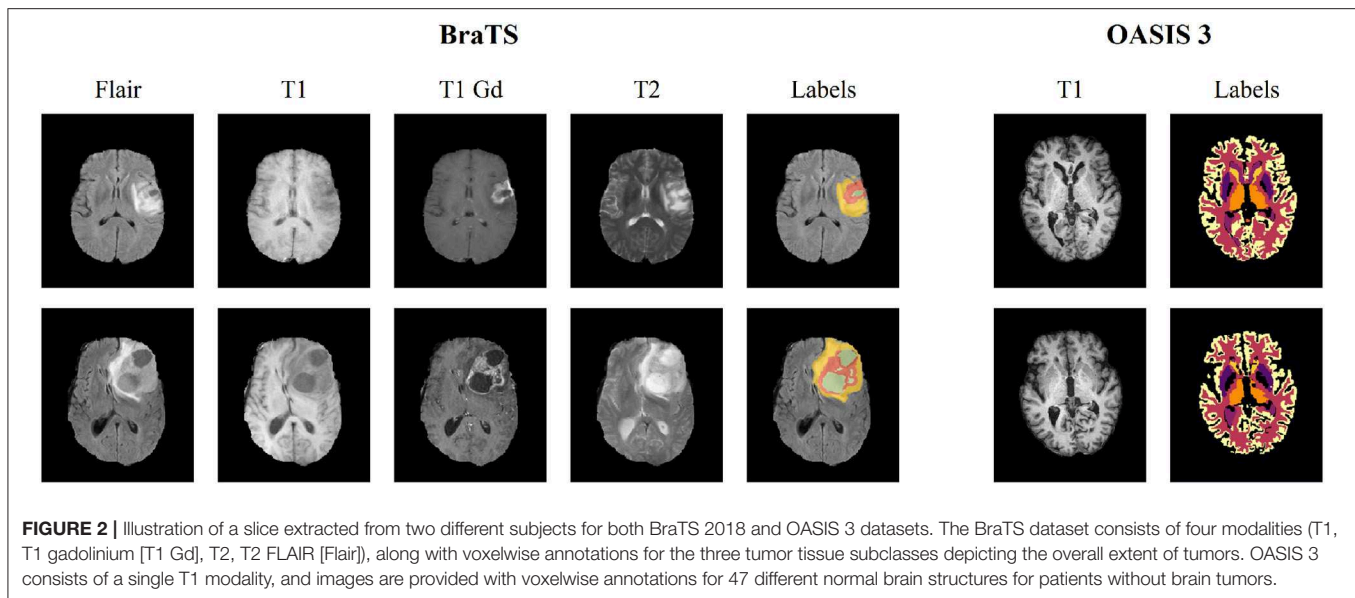 BraTS
OASIS 3
Flair
T1
T1 Gd
T2
Labels
T1
Labels
FIGURE 2 | Illustration of a slice extracted from two different subjects for both BraTS 2018 and OASIS 3 datasets. The BraTS dataset consists of four modalities (T1,
T1 gadolinium [T1 Gd], T2, T2 FLAIR [Flair]), along with voxelwise annotations for the three tumor tissue subclasses depicting the overall extent of tumors. OASIS 3
consists of a single T1 modality, and images are provided with voxelwise annotations for 47 different normal brain structures for patients without brain tumors.